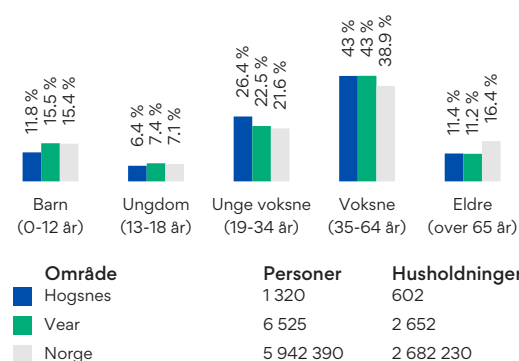 11.8 % 15.5 % 15.4 %
6.4 % 7.4 % 7.1 %
26.4 % 22.5 % 21.6 %
43 % 43 % 38.9 %
11.4 % 11.2 % 16.4 %
Barn Ungdom Unge voksne Voksne Eldre
(0-12 år) (13-18 år) (19-34 år) (35-64 år) (over 65 år)
Område Personer Husholdninger
Hogsnes 1 320 602
Vear 6 525 2 652
Norge 5 942 390 2 682 230